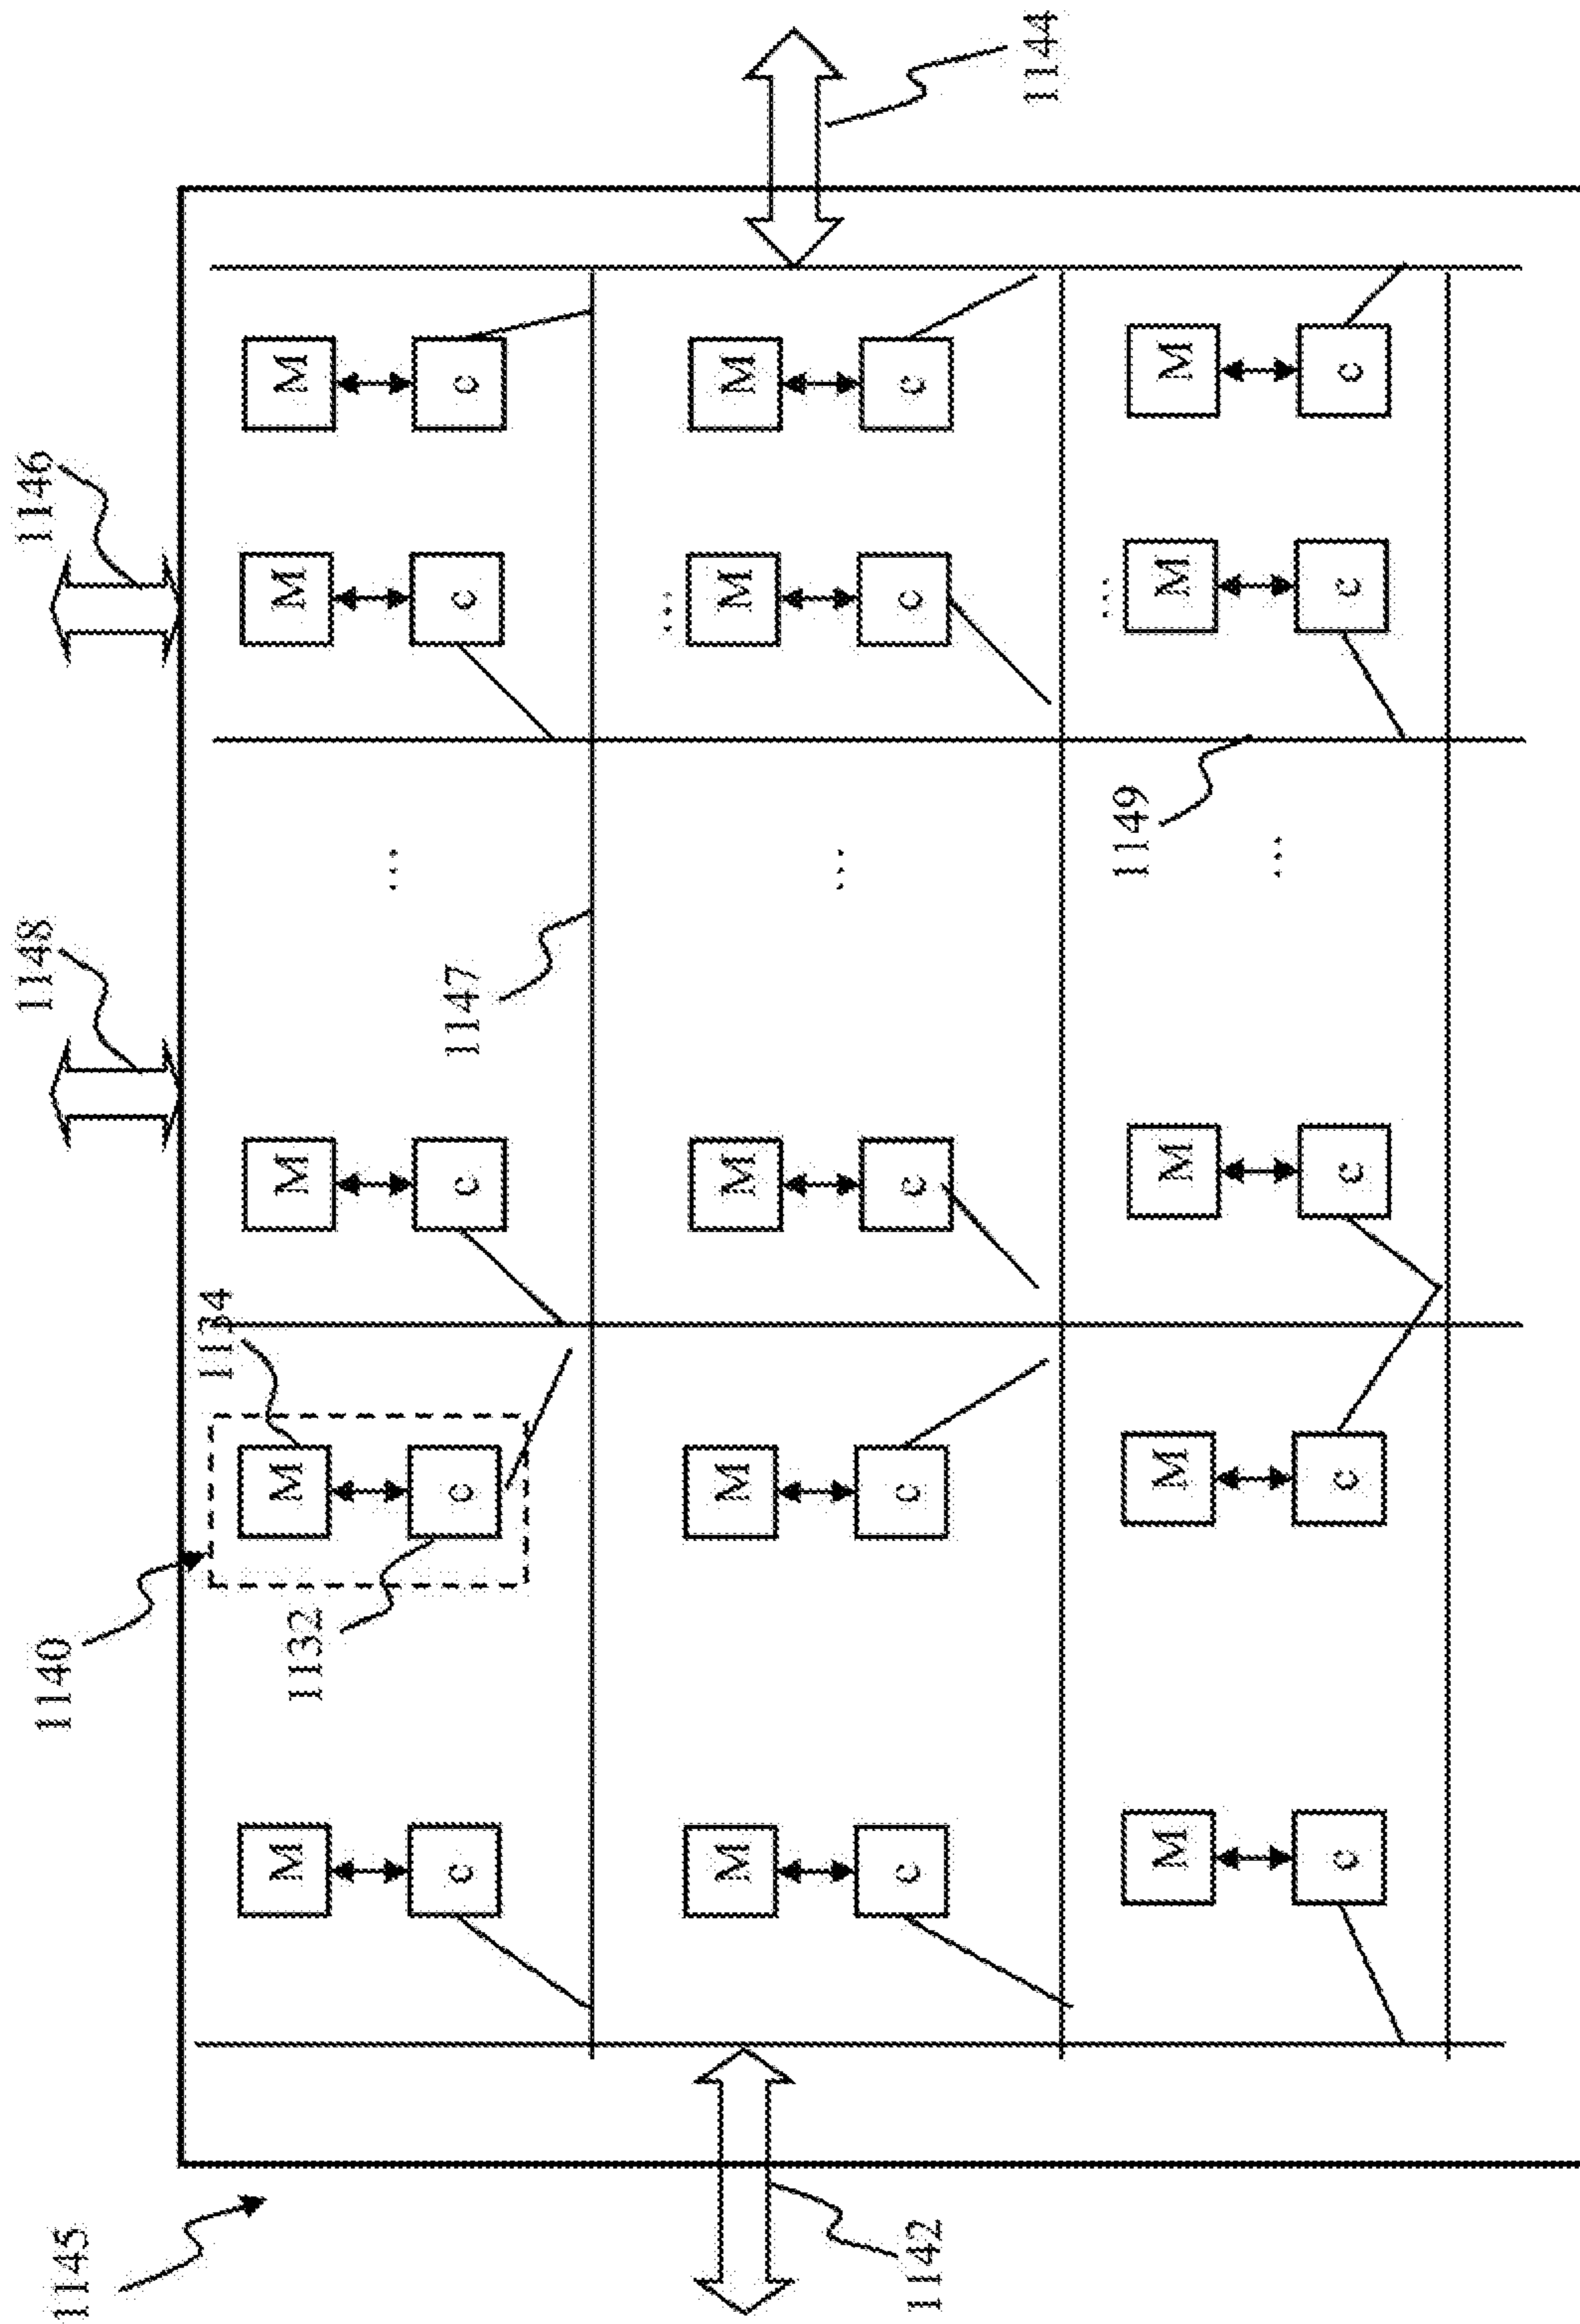 1145 1140 1148 1146
1134
M 1132 M M M M
...
c c c 1147 c c
...
M M M M M
...
1142 c c c c c
1144
...
1149
M M M M M
...
c c c c c